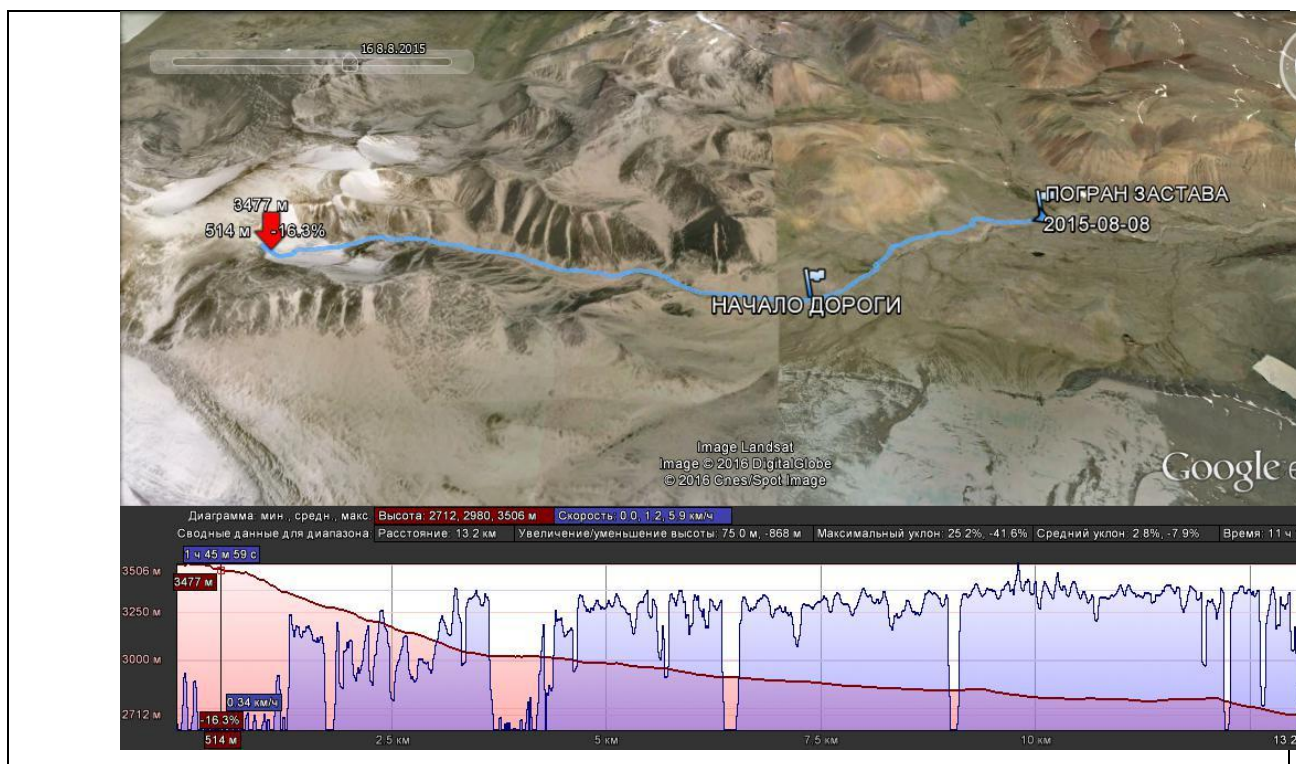 16 8.8.2015
3477 м
514 м -16.3%
ПОГРАН ЗАСТАВА
2015-08-08
НАЧАЛО ДОРОГИ
Image Landsat
Image © 2016 DigitalGlobe
© 2016 Cnes/Spot Image
Google e
Диаграмма: мин., средн., макс Высота: 2712, 2980, 3506 м Скорость: 0.0, 1.2, 5.9 км/ч
Сводные данные для диапазона: Расстояние: 13.2 км Увеличение/уменьшение высоты: 75.0 м, -868 м Максимальный уклон: 25.2%, -41.6% Средний уклон: 2.8%, -7.9% Время: 11 ч
1 ч 45 м 59 с
3506 м
3477 м
3250 м
3000 м
2712 м
0.34 км/ч
-16.3%
514 м
2.5 км
5 км
7.5 км
10 км
13.2